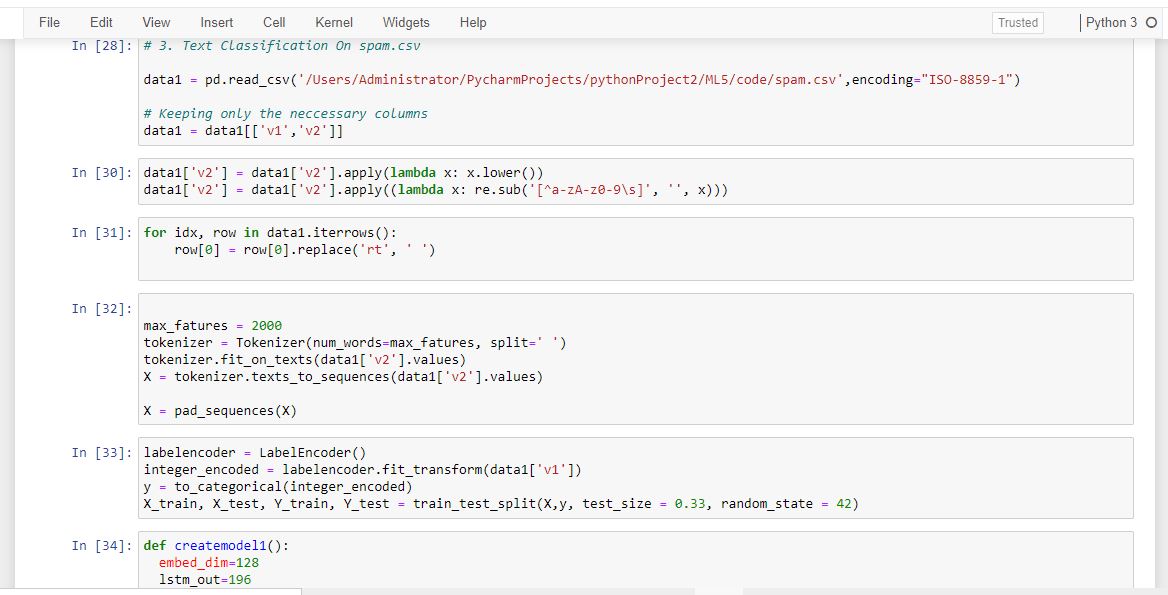 File Edit View Insert Cell Kernel Widgets Help Trusted Python 3
In [28]: # 3. Text Classification On spam.csv
data1 = pd.read_csv('/Users/Administrator/PycharmProjects/pythonProject2/ML5/code/spam.csv',encoding="ISO-8859-1")
# Keeping only the neccessary columns
data1 = data1[['v1','v2']]
In [30]: data1['v2'] = data1['v2'].apply(lambda x: x.lower())
data1['v2'] = data1['v2'].apply((lambda x: re.sub('[^a-zA-z0-9\s]', '', x)))
In [31]: for idx, row in data1.iterrows():
row[0] = row[0].replace('rt', ' ')
In [32]:
max_fatures = 2000
tokenizer = Tokenizer(num_words=max_fatures, split=' ')
tokenizer.fit_on_texts(data1['v2'].values)
X = tokenizer.texts_to_sequences(data1['v2'].values)
X = pad_sequences(X)
In [33]: labelencoder = LabelEncoder()
integer_encoded = labelencoder.fit_transform(data1['v1'])
y = to_categorical(integer_encoded)
X_train, X_test, Y_train, Y_test = train_test_split(X,y, test_size = 0.33, random_state = 42)
In [34]: def createmodel1():
embed_dim=128
lstm_out=196